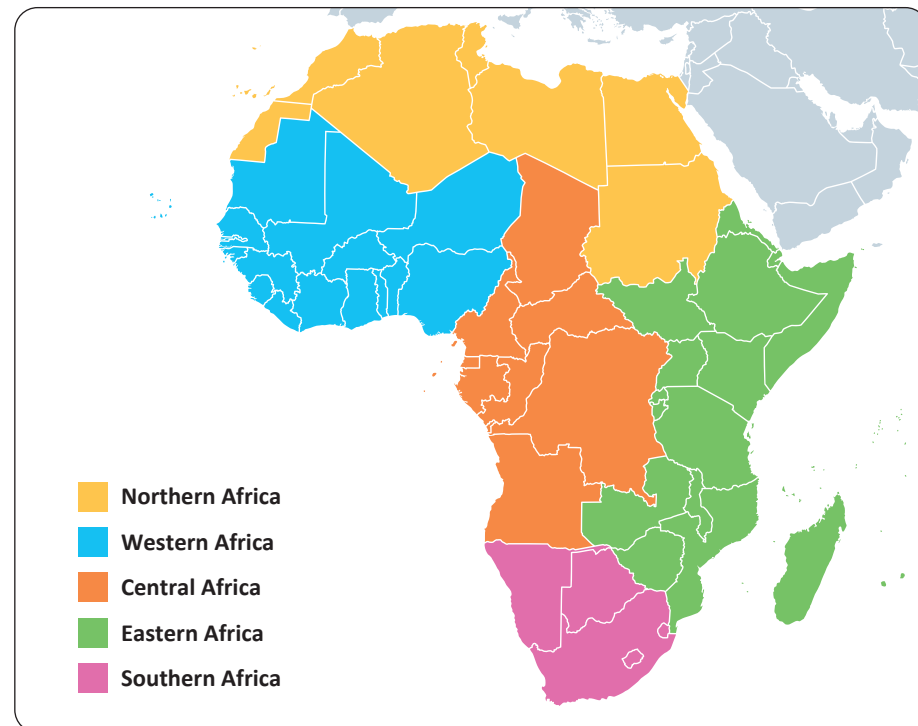 Northern Africa
Western Africa
Central Africa
Eastern Africa
Southern Africa